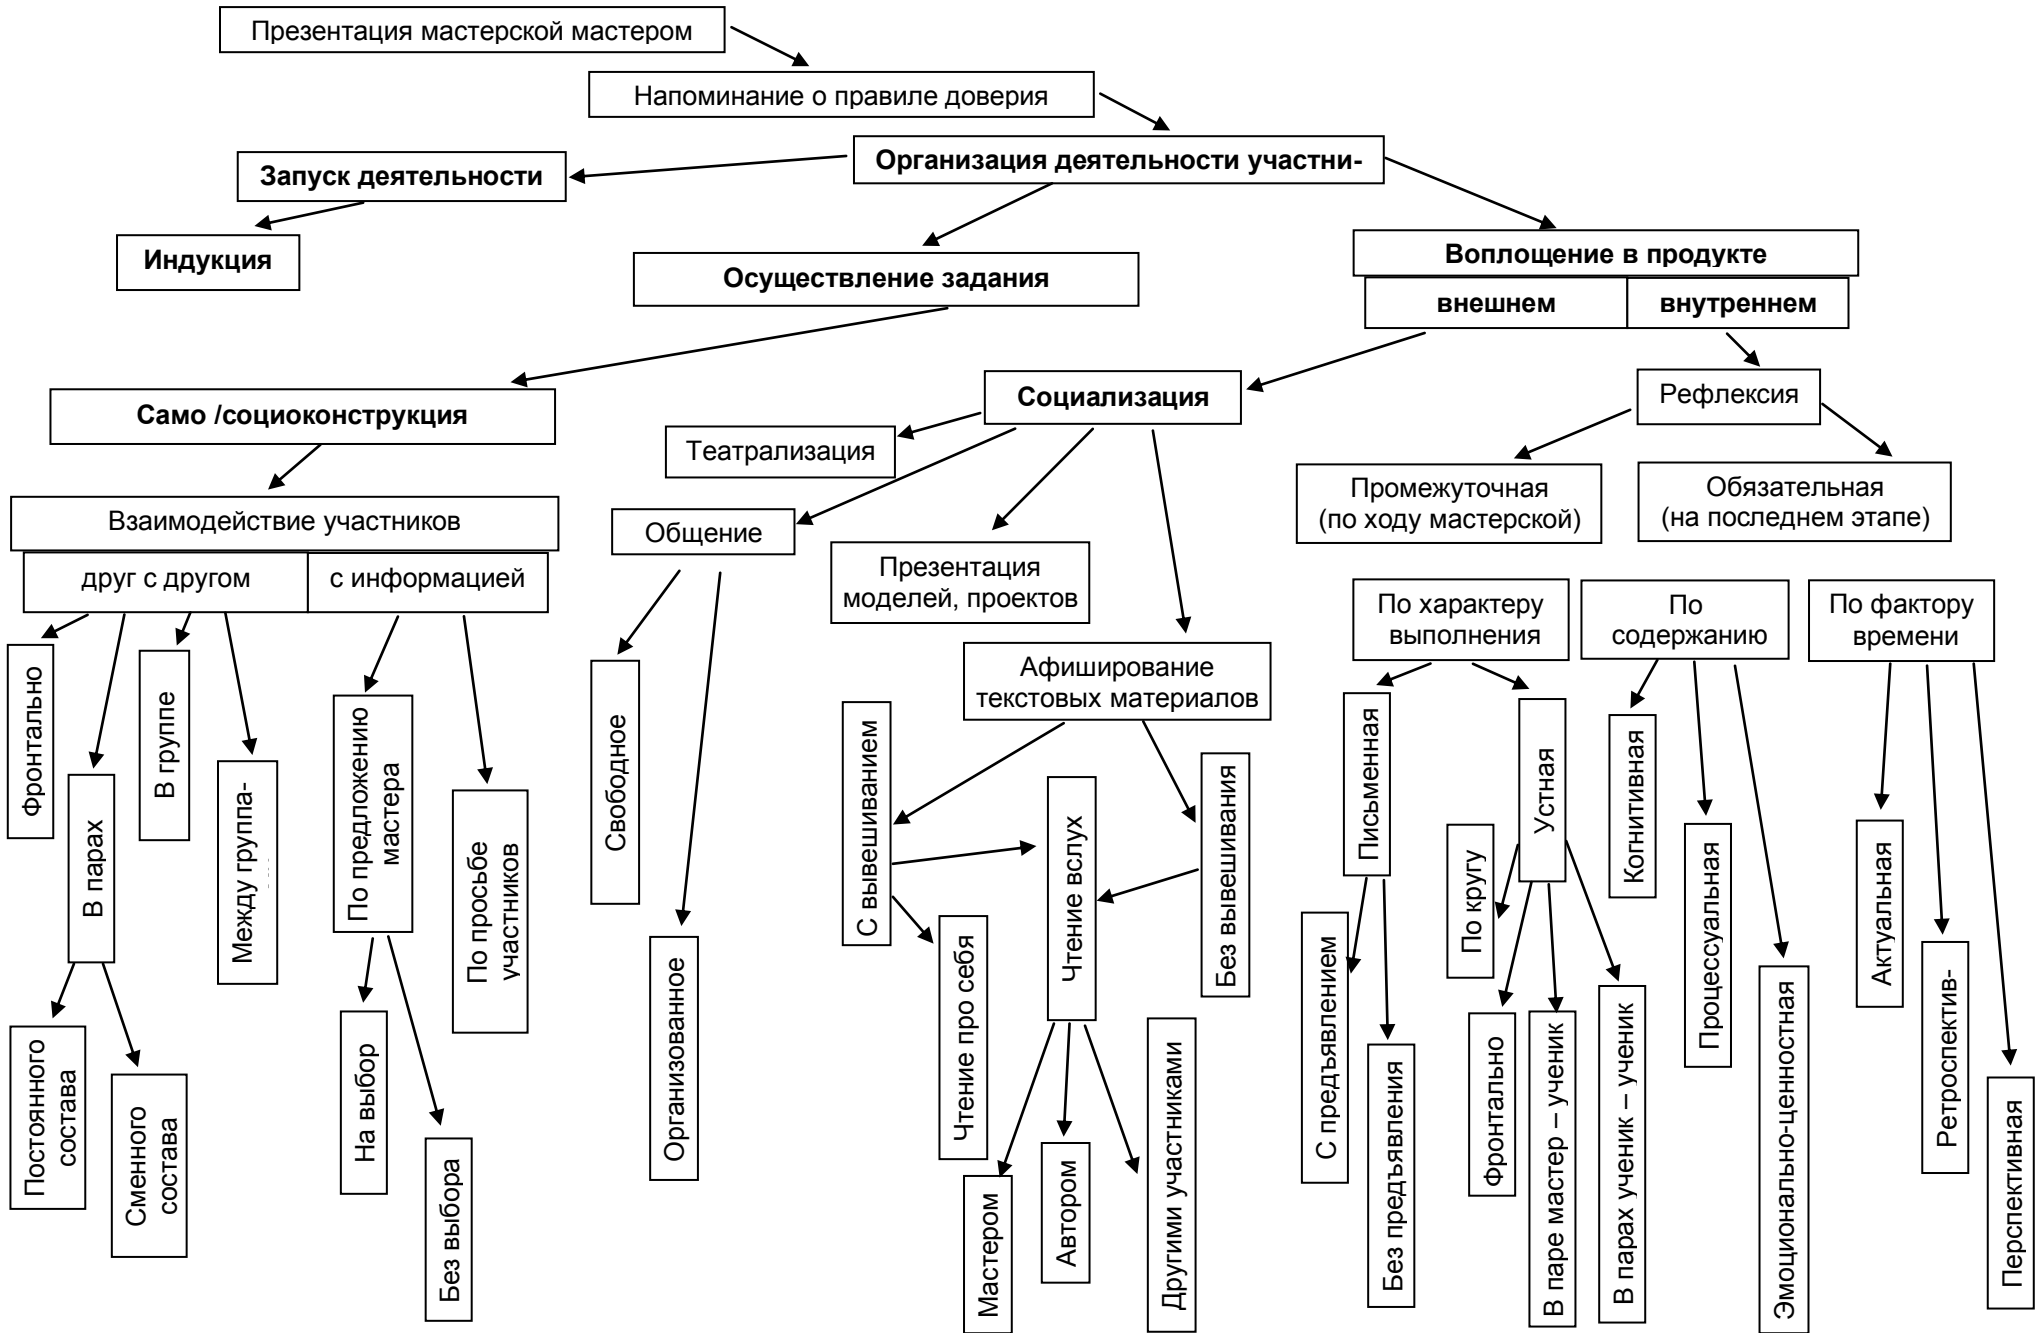 Презентация мастерской мастером
Напоминание о правиле доверия
Организация деятельности участни-
Запуск деятельности
Индукция
Осуществление задания
Воплощение в продукте
внешнем
внутреннем
Само /социоконструкция
Социализация
Рефлексия
Театрализация
Взаимодействие участников
друг с другом
с информацией
Общение
Презентация
моделей, проектов
Промежуточная
(по ходу мастерской)
Обязательная
(на последнем этапе)
По характеру
выполнения
По
содержанию
По фактору
времени
Афиширование
текстовых материалов
Фронтально
В парах
В группе
Между группа-
По предложению
мастера
По просьбе
участников
Постоянного
состава
Сменного
состава
На выбор
Без выбора
Свободное
Организованное
С вывешиванием
Чтение про себя
Чтение вслух
Без вывешивания
Мастером
Автором
Другими участниками
Письменная
Устная
С предъявлением
Без предъявления
По кругу
Фронтально
В паре мастер – ученик
В парах ученик – ученик
Когнитивная
Процессуальная
Эмоционально-ценностная
Актуальная
Ретроспектив-
Перспективная